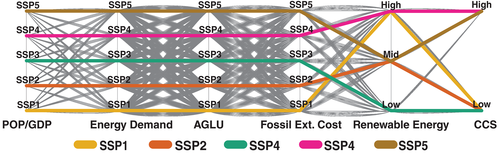 SSP5 SSP5 SSP5 SSP5 High High
SSP4 SSP4 SSP4 SSP4
SSP3 SSP3 SSP3 SSP3 Mid
SSP2 SSP2 SSP2 SSP2
SSP1 SSP1 SSP1 SSP1 Low Low
POP/GDP Energy Demand AGLU Fossil Ext. Cost Renewable Energy CCS
SSP1 SSP2 SSP4 SSP4 SSP5